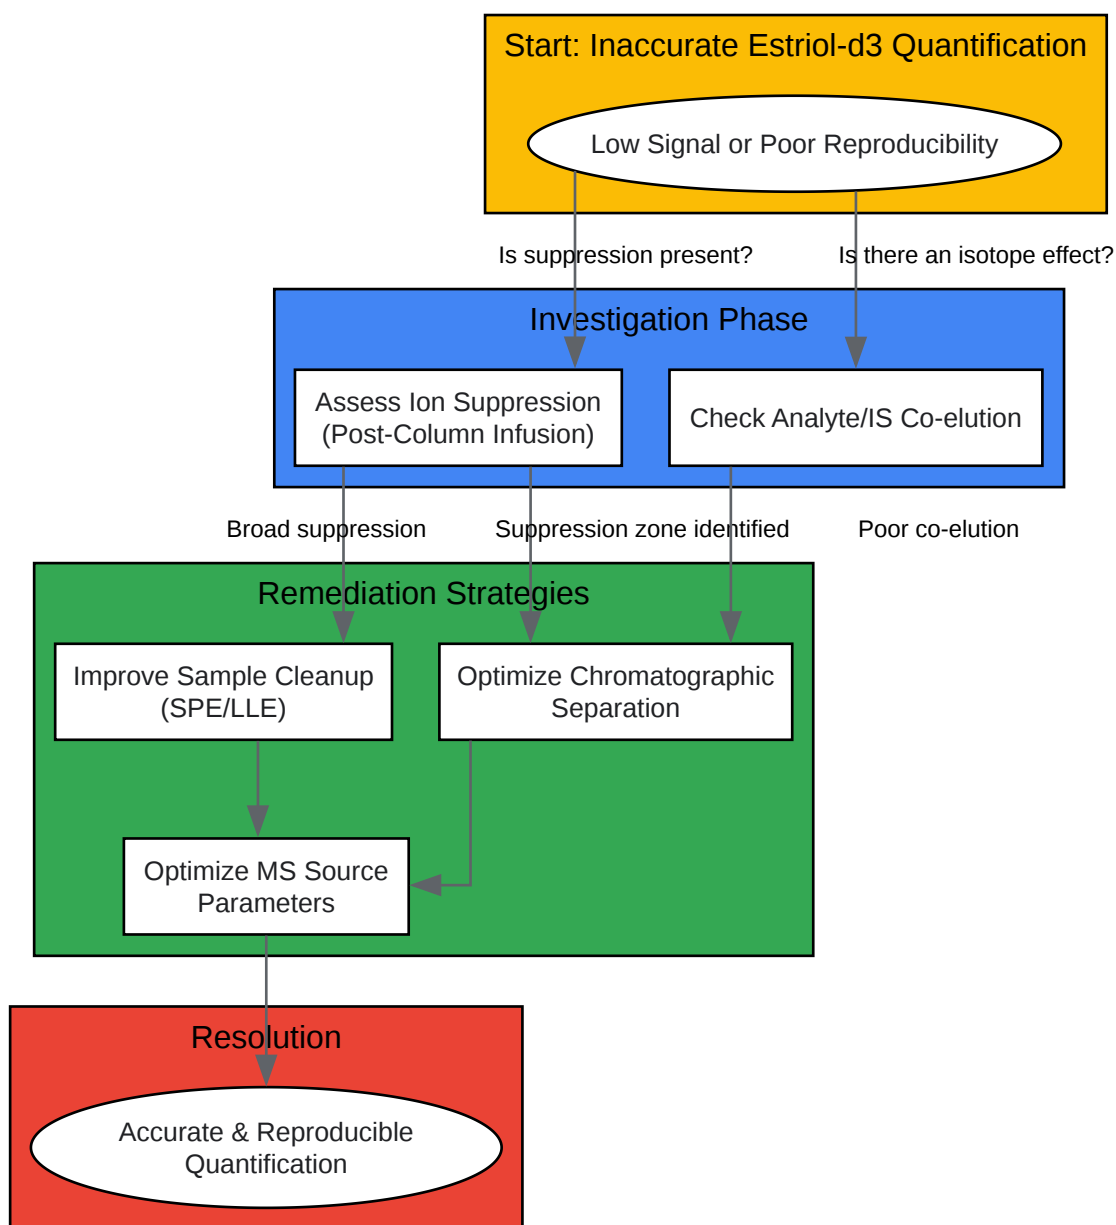 Start: Inaccurate Estriol-d3 Quantification
Low Signal or Poor Reproducibility
Is suppression present?
Is there an isotope effect?
Investigation Phase
Assess Ion Suppression
(Post-Column Infusion)
Check Analyte/IS Co-elution
Broad suppression
Suppression zone identified
Poor co-elution
Remediation Strategies
Improve Sample Cleanup
(SPE/LLE)
Optimize Chromatographic
Separation
Optimize MS Source
Parameters
Resolution
Accurate & Reproducible
Quantification